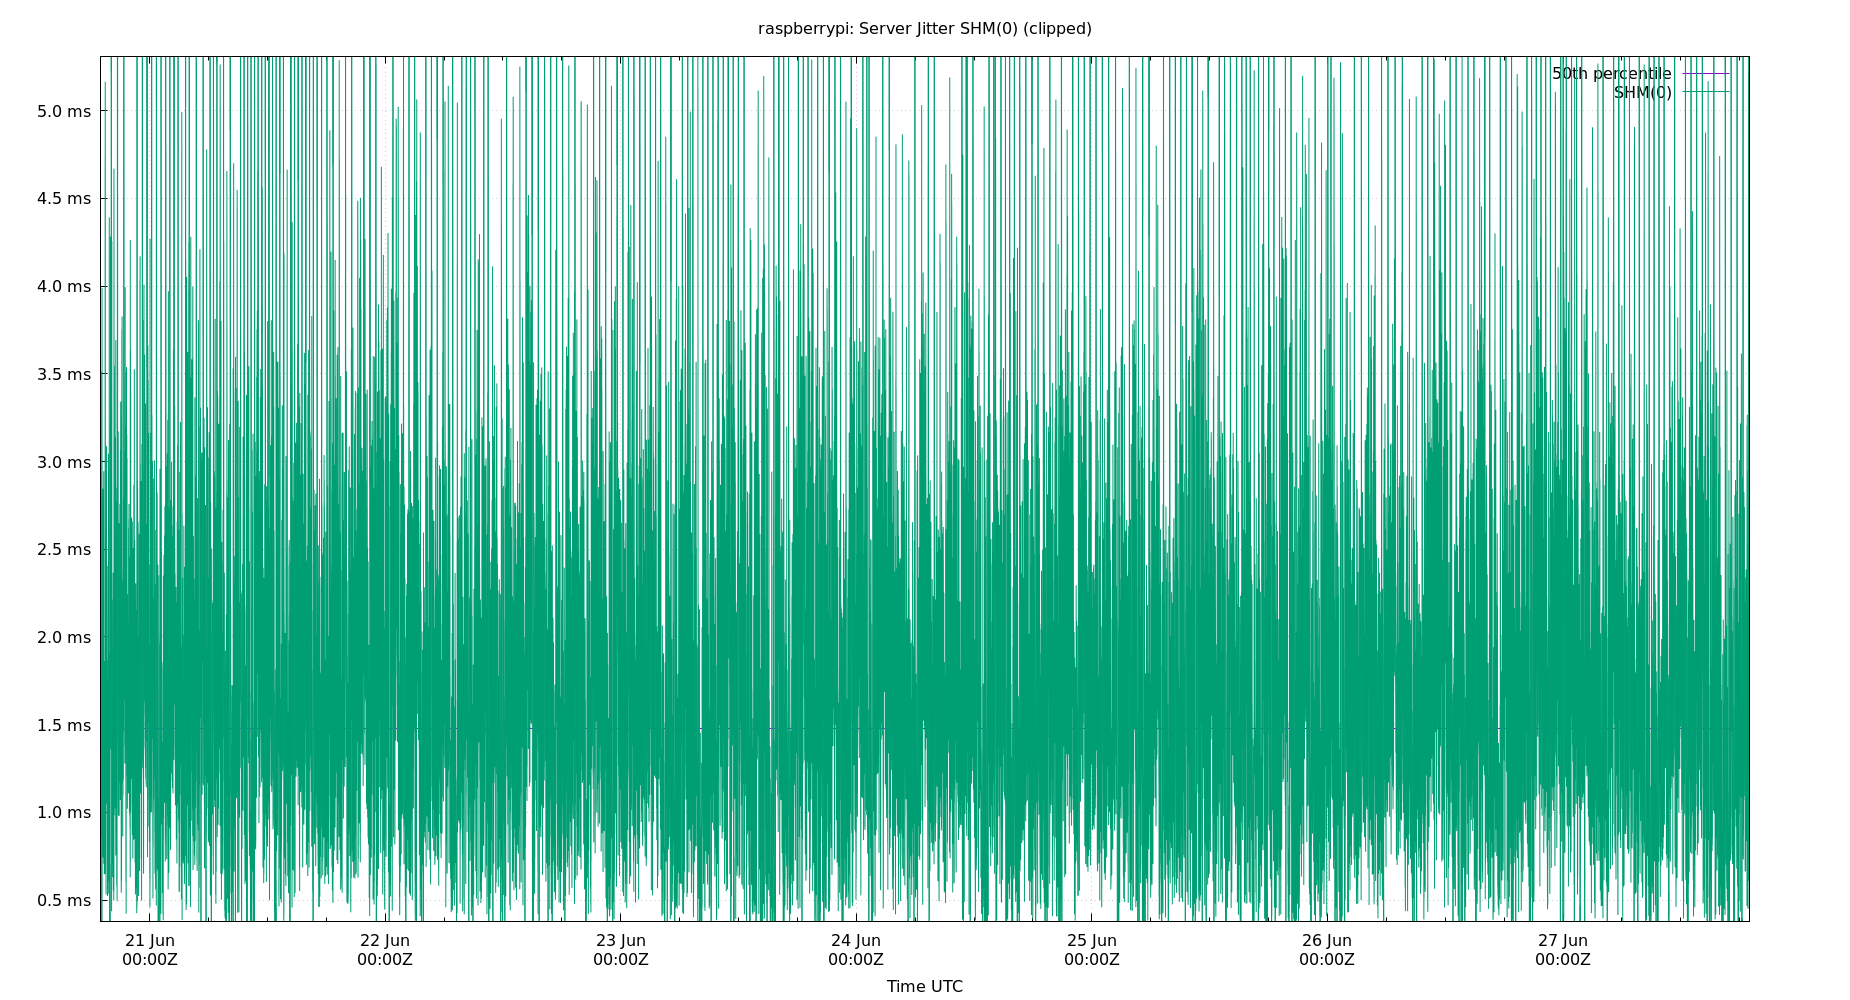 raspberrypi: Server Jitter SHM(0) (clipped)
50th percentile
SHM(0)
5.0 ms
4.5 ms
4.0 ms
3.5 ms
3.0 ms
2.5 ms
2.0 ms
1.5 ms
1.0 ms
0.5 ms
21 Jun 22 Jun 23 Jun 24 Jun 25 Jun 26 Jun 27 Jun
00:00Z 00:00Z 00:00Z 00:00Z 00:00Z 00:00Z 00:00Z
Time UTC